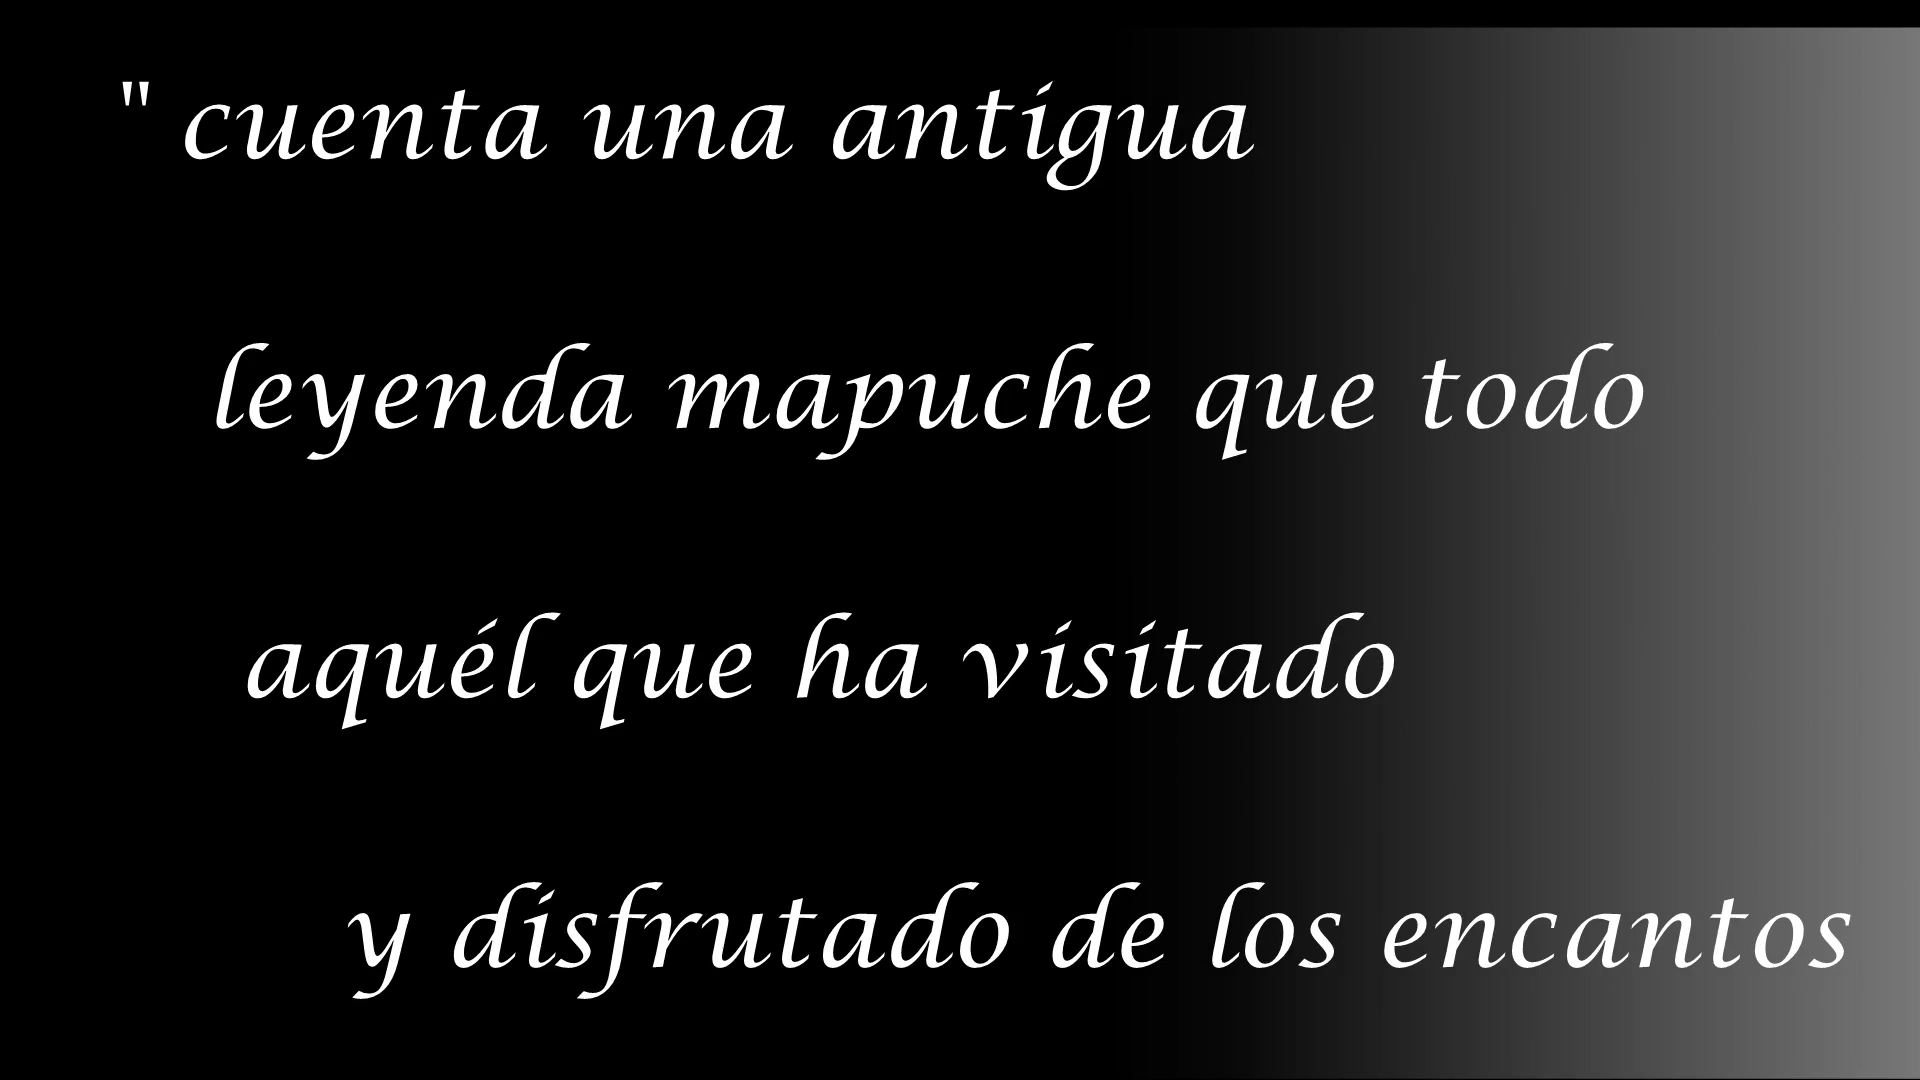 " cuenta una antigua
leyenda mapuche que todo
aquél que ha visitado
y disfrutado de los encantos